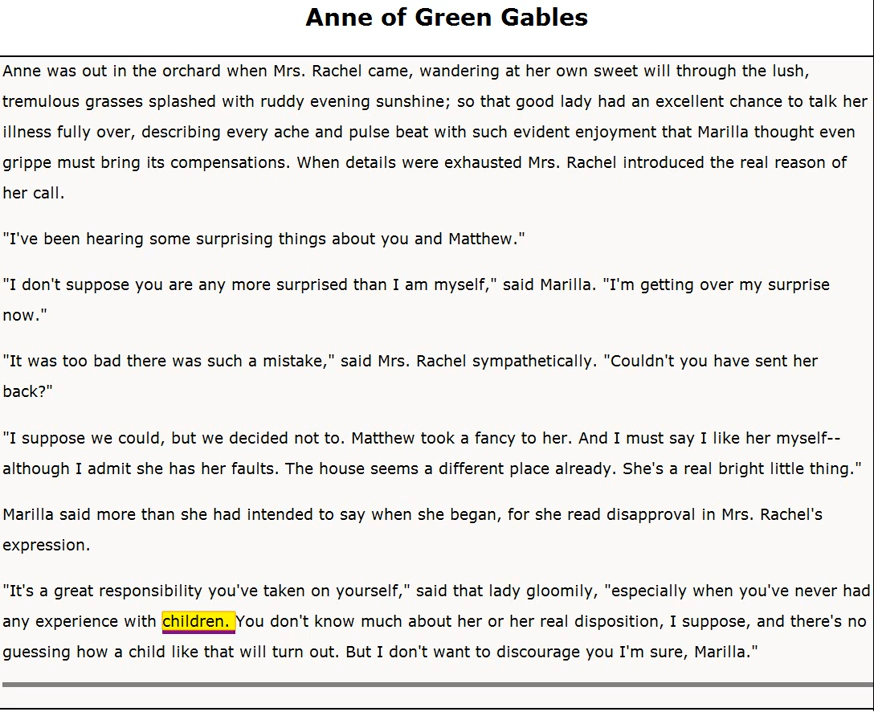 Anne of Green Gables
Anne was out in the orchard when Mrs. Rachel came, wandering at her own sweet will through the lush,
tremulous grasses splashed with ruddy evening sunshine; so that good lady had an excellent chance to talk her
illness fully over, describing every ache and pulse beat with such evident enjoyment that Marilla thought even
grippe must bring its compensations. When details were exhausted Mrs. Rachel introduced the real reason of
her call.
"I've been hearing some surprising things about you and Matthew."
"I don't suppose you are any more surprised than I am myself," said Marilla. "I'm getting over my surprise
now."
"It was too bad there was such a mistake," said Mrs. Rachel sympathetically. "Couldn't you have sent her
back?"
"I suppose we could, but we decided not to. Matthew took a fancy to her. And I must say I like her myself--
although I admit she has her faults. The house seems a different place already. She's a real bright little thing."
Marilla said more than she had intended to say when she began, for she read disapproval in Mrs. Rachel's
expression.
"It's a great responsibility you've taken on yourself," said that lady gloomily, "especially when you've never had
any experience with children. You don't know much about her or her real disposition, I suppose, and there's no
guessing how a child like that will turn out. But I don't want to discourage you I'm sure, Marilla."